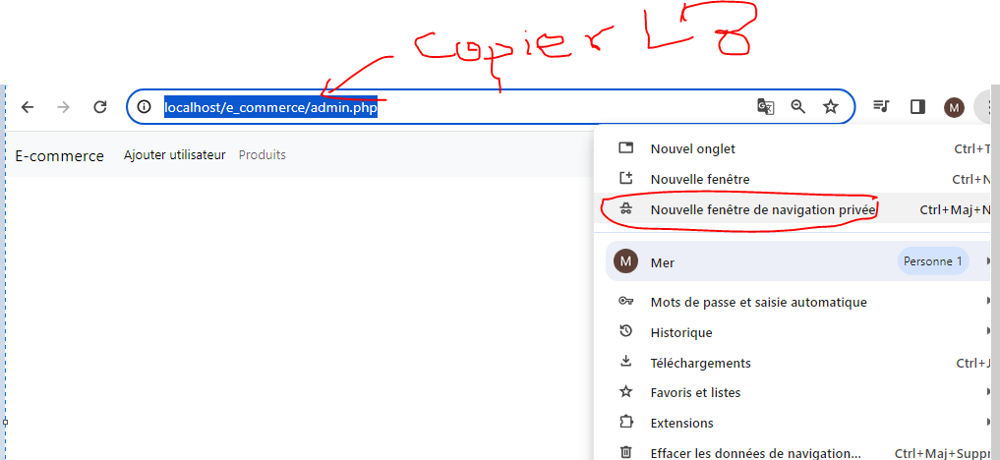 copier
localhost/e_commerce/admin.php
E-commerce Ajouter utilisateur Produits
M
Nouvel onglet Ctrl+T
Nouvelle fenêtre Ctrl+N
Nouvelle fenêtre de navigation privée Ctrl+Maj+N
M Mer Personne 1
Mots de passe et saisie automatique
Historique
Téléchargements Ctrl+J
Favoris et listes
Extensions
Effacer les données de navigation... Ctrl+Maj+Suppr